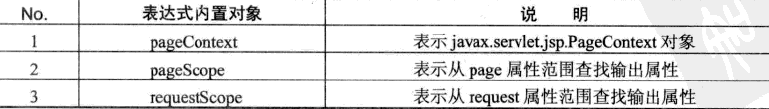 No. 表达式内置对象 说 明
1 pageContext 表示 javax.servlet.jsp.PageContext 对象
2 pageScope 表示从 page 属性范围查找输出属性
3 requestScope 表示从 request 属性范围查找输出属性